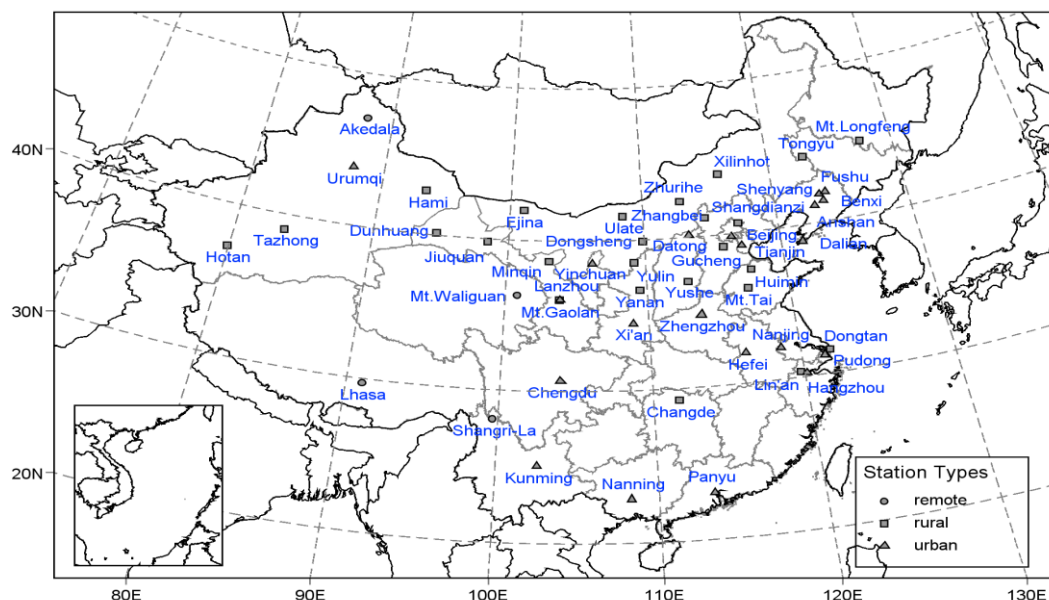 Mt.Longfeng
Tongyu
Akedala
40N
Xilinhot
Urumqi
Fushu
Zhurihe
Shenyang
Benxi
Hami
Shangdianzi
Zhangbei
Ejina
Anshan
Ulate
Dunhuang
Beijing
Tazhong
Dongsheng
Datong
Dalian
Tianjin
Hotan
Jiuquan
Gucheng
Minqin
Yinchuan
Yulin
Huimin
Lanzhou
Mt.Waliguan
Yushe
Yanan
Mt.Tai
30N
Mt.Gaolan
Zhengzhou
Nanjing
Dongtan
Xi'an
Pudong
Hefei
Lin'an
Hangzhou
Lhasa
Chengdu
Changde
Shangri-La
20N
Kunming
Nanning
Panyu
Station Types
remote
rural
urban
80E 90E 100E 110E 120E 130E